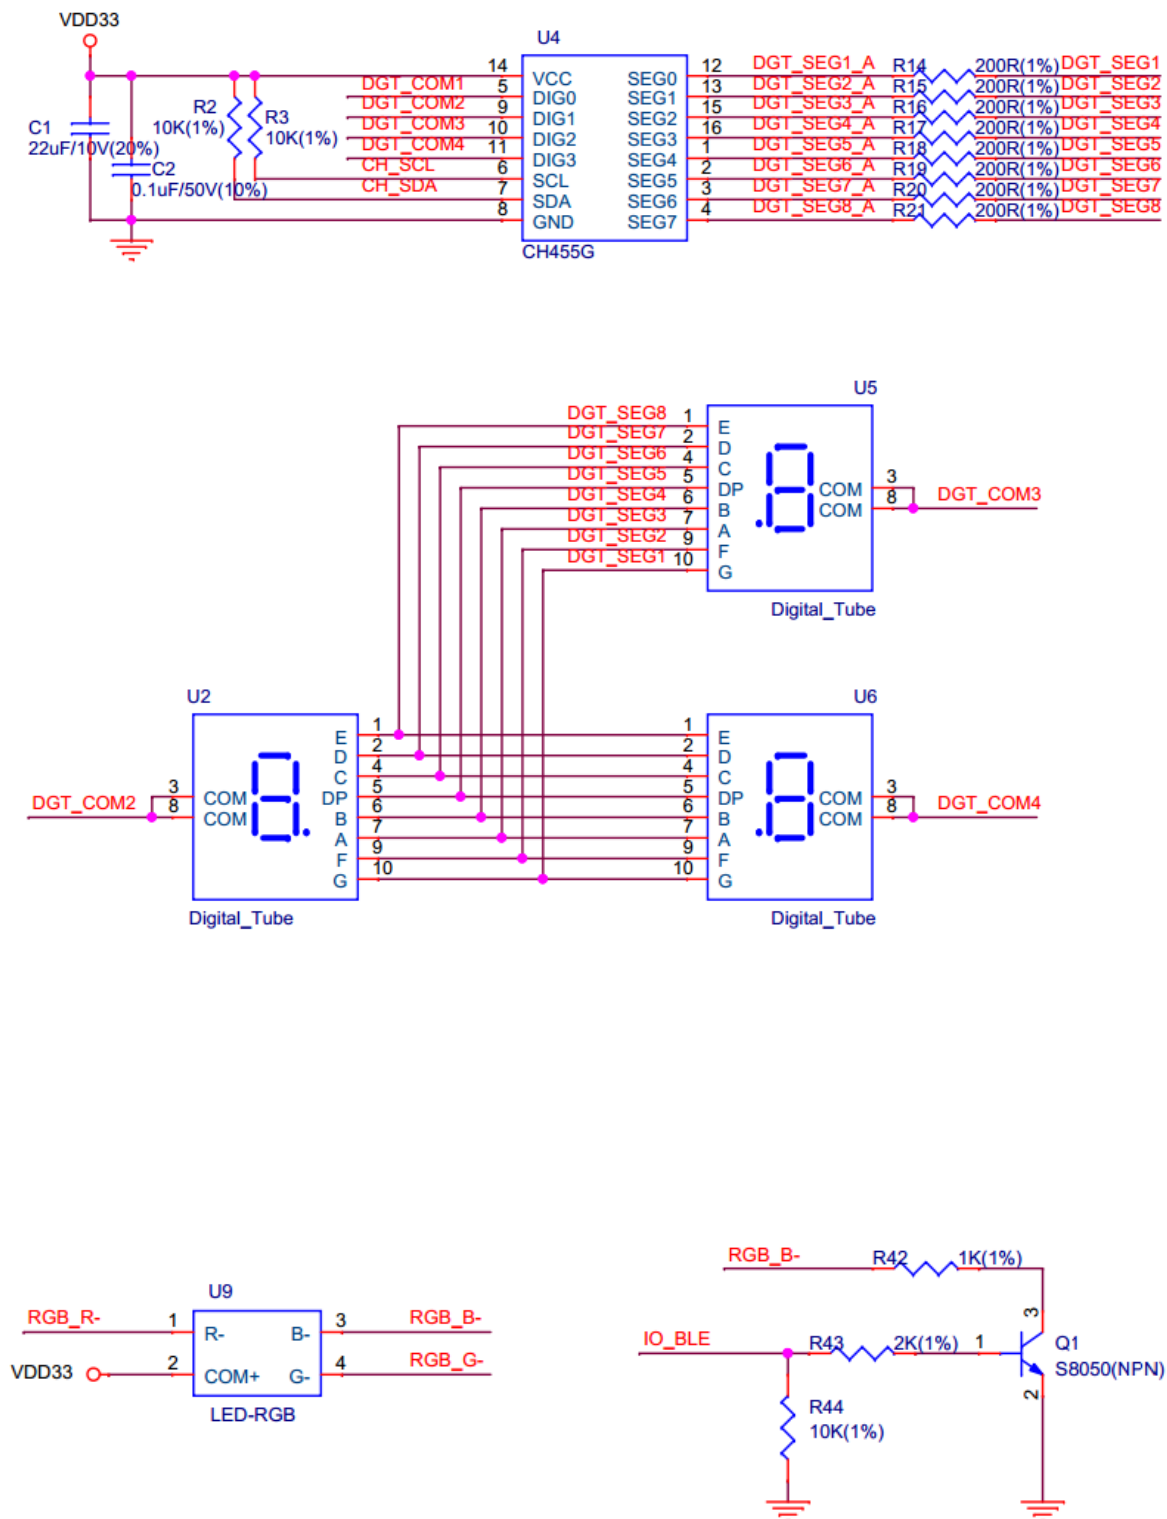 VDD33
U4
14 VCC SEG0 12 DGT_SEG1_A R14 200R(1%) DGT_SEG1
DGT_COM1 5 DIG0 SEG1 13 DGT_SEG2_A R15 200R(1%) DGT_SEG2
DGT_COM2 9 DIG1 SEG2 15 DGT_SEG3_A R16 200R(1%) DGT_SEG3
DGT_COM3 10 DIG2 SEG3 16 DGT_SEG4_A R17 200R(1%) DGT_SEG4
DGT_COM4 11 DIG3 SEG4 1 DGT_SEG5_A R18 200R(1%) DGT_SEG5
CH_SCL 6 SCL SEG5 2 DGT_SEG6_A R19 200R(1%) DGT_SEG6
CH_SDA 7 SDA SEG6 3 DGT_SEG7_A R20 200R(1%) DGT_SEG7
8 GND SEG7 4 DGT_SEG8_A R21 200R(1%) DGT_SEG8
CH455G
R2
10K(1%)
R3
10K(1%)
C1
22uF/10V(20%)
C2
0.1uF/50V(10%)
U5
DGT_SEG8 1 E
DGT_SEG7 2 D
DGT_SEG6 4 C
DGT_SEG5 5 DP COM 3
DGT_SEG4 6 B COM 8 DGT_COM3
DGT_SEG3 7 A
DGT_SEG2 9 F
DGT_SEG1 10 G
Digital_Tube
U2
E 1
D 2
C 4
3 COM DP 5
DGT_COM2 8 COM B 6
A 7
F 9
G 10
Digital_Tube
U6
1 E
2 D
4 C
5 DP COM 3
6 B COM 8 DGT_COM4
7 A
9 F
10 G
Digital_Tube
U9
RGB_R- 1 R- B- 3 RGB_B-
VDD33 2 COM+ G- 4 RGB_G-
LED-RGB
RGB_B- R42 1K(1%)
3
IO_BLE R43 2K(1%) 1 Q1
S8050(NPN)
2
R44
10K(1%)